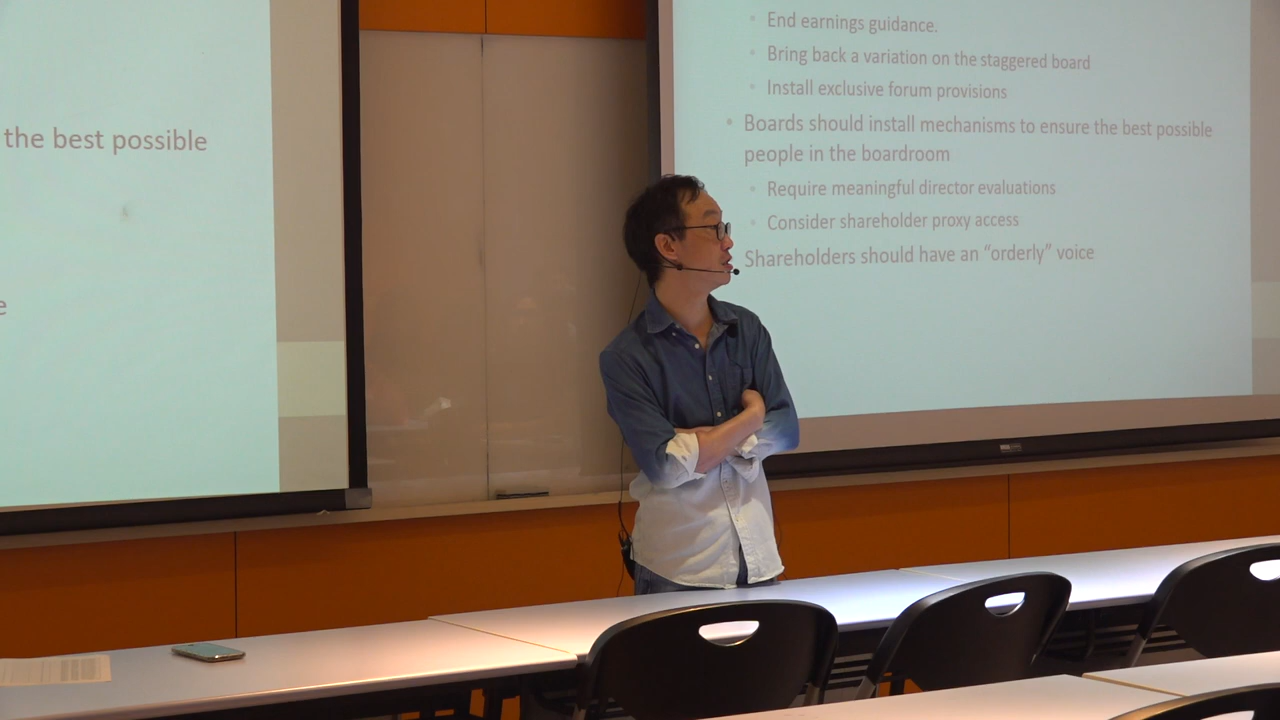 the best possible
e
End earnings guidance.
Bring back a variation on the staggered board
Install exclusive forum provisions
Boards should install mechanisms to ensure the best possible
people in the boardroom
Require meaningful director evaluations
Consider shareholder proxy access
Shareholders should have an “orderly” voice